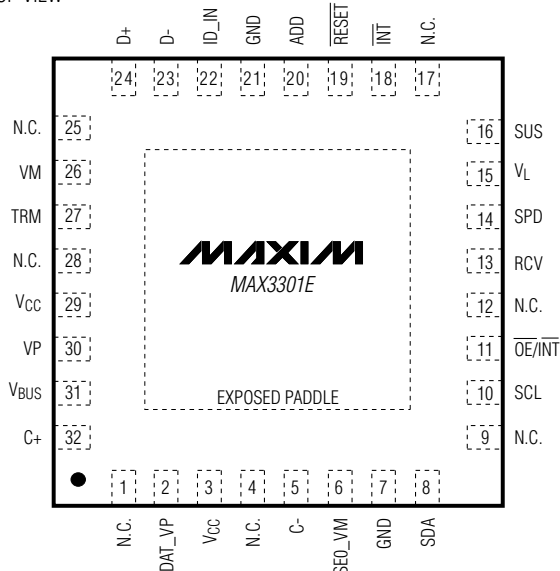 D+ D- ID_IN GND ADD RESET INT N.C.
24 23 22 21 20 19 18 17
N.C. 25 16 SUS
VM 26 15 VL
TRM 27 14 SPD
N.C. 28 13 RCV
VCC 29 12 N.C.
VP 30 11 OE/INT
VBUS 31 10 SCL
C+ 32 9 N.C.
MAXIM
MAX3301E
EXPOSED PADDLE
1 2 3 4 5 6 7 8
N.C. DAT_VP VCC N.C. C- SE0_VM GND SDA